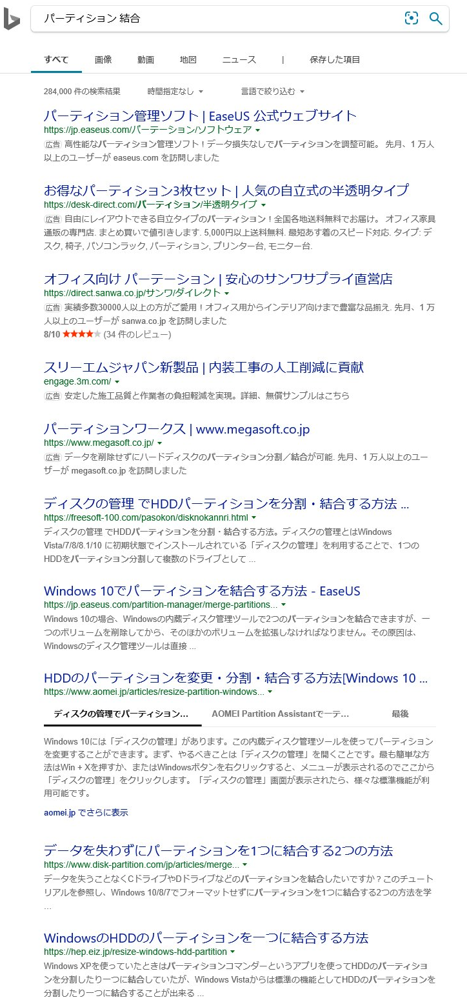 パーティション 結合
すべて 画像 動画 地図 ニュース | 保存した項目
284,000 件の検索結果 時間指定なし 言語で絞り込む
パーティション管理ソフト | EaseUS 公式ウェブサイト
https://jp.easeus.com/パーテーション/ソフトウェア
広告 高性能なパーティション管理ソフト！データ損失なしでパーティションを調整可能。 先月、1 万人
以上のユーザーが easeus.com を訪問しました
お得なパーティション3枚セット | 人気の自立式の半透明タイプ
https://desk-direct.com/パーティション/半透明タイプ
広告 自由にレイアウトできる自立タイプのパーティション！全国各地送料無料でお届け。 オフィス家具
通販の専門店. まとめ買いで値引きします. 5,000円以上送料無料. 最短あす着のスピード対応. タイプ: デ
スク, 椅子, パソコンラック, パーティション, プリンター台, モニター台.
オフィス向け パーテーション | 安心のサンワサプライ直営店
https://direct.sanwa.co.jp/サンワ/ダイレクト
広告 実績多数30000人以上の方がご愛用！オフィス用からインテリア向けまで豊富な品揃え. 先月、1 万
人以上のユーザーが sanwa.co.jp を訪問しました
8/10 ★★★★★ (34 件のレビュー)
スリーエムジャパン新製品 | 内装工事の人工削減に貢献
engage.3m.com/
広告 安定した施工品質と作業者の負担軽減を実現。詳細、無償サンプルはこちら
パーティションワークス | www.megasoft.co.jp
https://www.megasoft.co.jp/
広告 データを削除せずにハードディスクのパーティション分割／結合が可能. 先月、1 万人以上のユー
ザーが megasoft.co.jp を訪問しました
ディスクの管理 でHDDパーティションを分割・結合する方法 ...
https://freesoft-100.com/pasokon/disknokannri.html
ディスクの管理 でHDDパーティションを分割・結合する方法。ディスクの管理とはWindows
Vista/7/8/8.1/10 に初期状態でインストールされている「ディスクの管理」を利用することで、1つの
HDDをパーティション分割して複数のドライブとして ...
Windows 10でパーティションを結合する方法 - EaseUS
https://jp.easeus.com/partition-manager/merge-partitions...
Windows 10の場合、Windowsの内蔵ディスク管理ツールで2つのパーティションを結合できますが、一
つのボリュームを削除してから、そのほかのボリュームを拡張しなければなりません。その原因は、
Windowsのディスク管理ツールは直接 ...
HDDのパーティションを変更・分割・結合する方法[Windows 10 ...
https://www.aomei.jp/articles/resize-partition-windows...
ディスクの管理でパーティション... AOMEI Partition Assistantでーテ... 最後
Windows 10には「ディスクの管理」があります。この内蔵ディスク管理ツールを使ってパーティション
を変更することができます。まず、やるべきことは「ディスクの管理」を開くことです。最も簡単な方
法はWin + Xを押すか、またはWindowsボタンを右クリックすると、メニューが表示されるのでここから
「ディスクの管理」をクリックします。「ディスクの管理」画面が表示されたら、様々な標準機能が利
用可能です。
aomei.jp でさらに表示
データを失わずにパーティションを1つに結合する2つの方法
https://www.disk-partition.com/jp/articles/merge...
データを失うことなくCドライブやDドライブなどのパーティションを結合したいですか？このチュート
リアルを参照し、Windows 10/8/7でフォーマットせずにパーティションを1つに結合する2つの方法を学
...
WindowsのHDDのパーティションを一つに結合する方法
https://hep.eiz.jp/resize-windows-hdd-partition
Windows XPを使っていたときはパーティションコマンダーというアプリを使ってHDDのパーティショ
ンを分割したり一つに結合していたが、Windows Vistaからは標準の機能としてHDDのパーティションを
分割したり一つに結合することが出来る ...